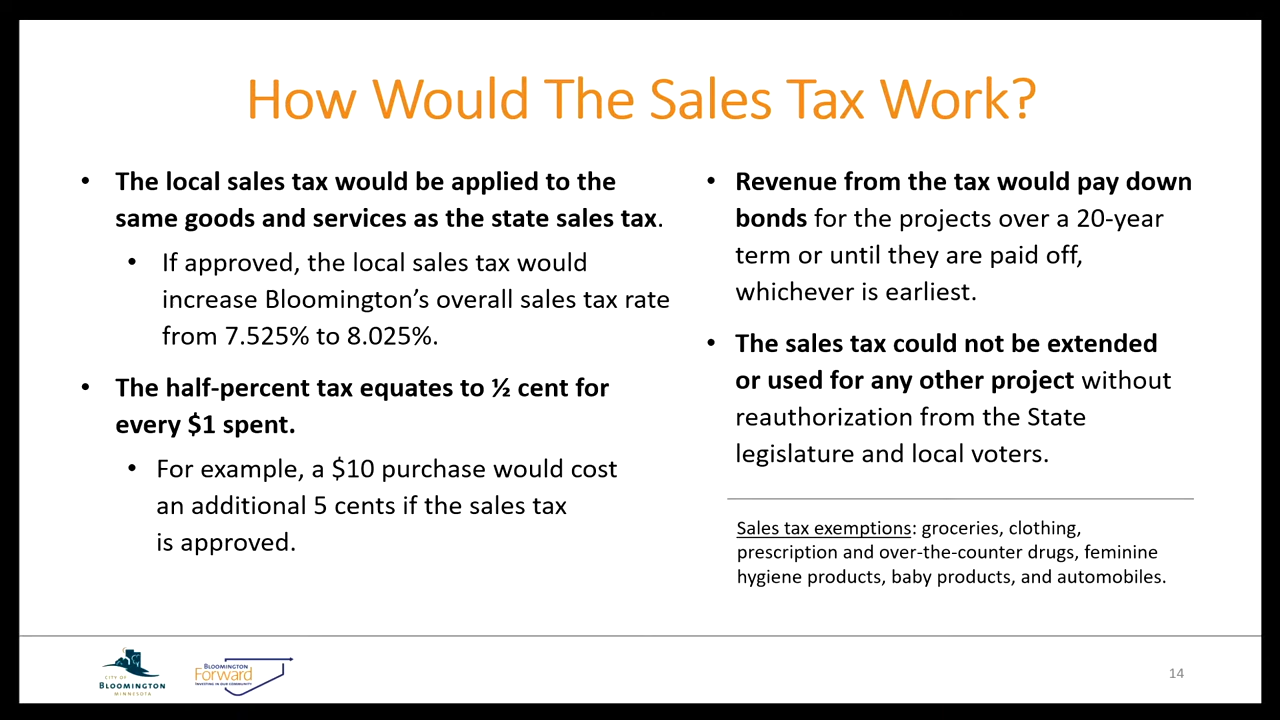 How Would The Sales Tax Work?
• The local sales tax would be applied to the
same goods and services as the state sales tax.
• If approved, the local sales tax would
increase Bloomington’s overall sales tax rate
from 7.525% to 8.025%.
• The half-percent tax equates to ½ cent for
every $1 spent.
• For example, a $10 purchase would cost
an additional 5 cents if the sales tax
is approved.
• Revenue from the tax would pay down
bonds for the projects over a 20-year
term or until they are paid off,
whichever is earliest.
• The sales tax could not be extended
or used for any other project without
reauthorization from the State
legislature and local voters.
Sales tax exemptions: groceries, clothing,
prescription and over-the-counter drugs, feminine
hygiene products, baby products, and automobiles.
CITY OF
BLOOMINGTON
MINNESOTA
BLOOMINGTON
Forward
INVESTING IN OUR COMMUNITY
14